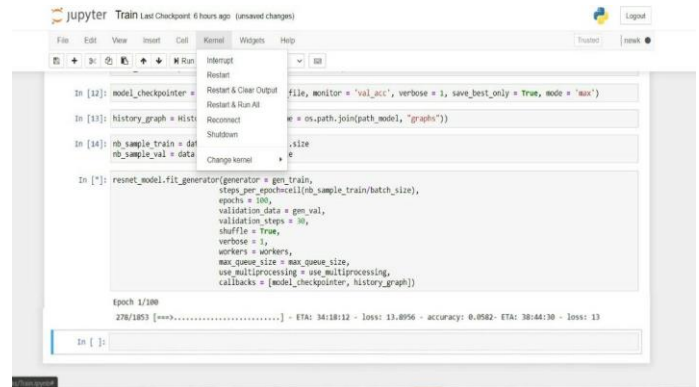 jupyter Train Last Checkpoint: 6 hours ago (unsaved changes)
Logout
File Edit View Insert Cell Kernel Widgets Help
Trusted newk
Run
Interrupt
Restart
Restart & Clear Output
Restart & Run All
Reconnect
Shutdown
Change kernel
In [12]: model_checkpointer = file, monitor = 'val_acc', verbose = 1, save_best_only = True, mode = 'max')
In [13]: history_graph = Hist e = os.path.join(path_model, "graphs"))
In [14]: nb_sample_train = dat .size
nb_sample_val = data e
In [*]: resnet_model.fit_generator(generator = gen_train,
steps_per_epoch=ceil(nb_sample_train/batch_size),
epochs = 100,
validation_data = gen_val,
validation_steps = 30,
shuffle = True,
verbose = 1,
workers = workers,
max_queue_size = max_queue_size,
use_multiprocessing = use_multiprocessing,
callbacks = [model_checkpointer, history_graph])
Epoch 1/100
278/1853 [===>..........................] - ETA: 34:18:12 - loss: 13.8956 - accuracy: 0.0582- ETA: 38:44:30 - loss: 13
In [ ]: